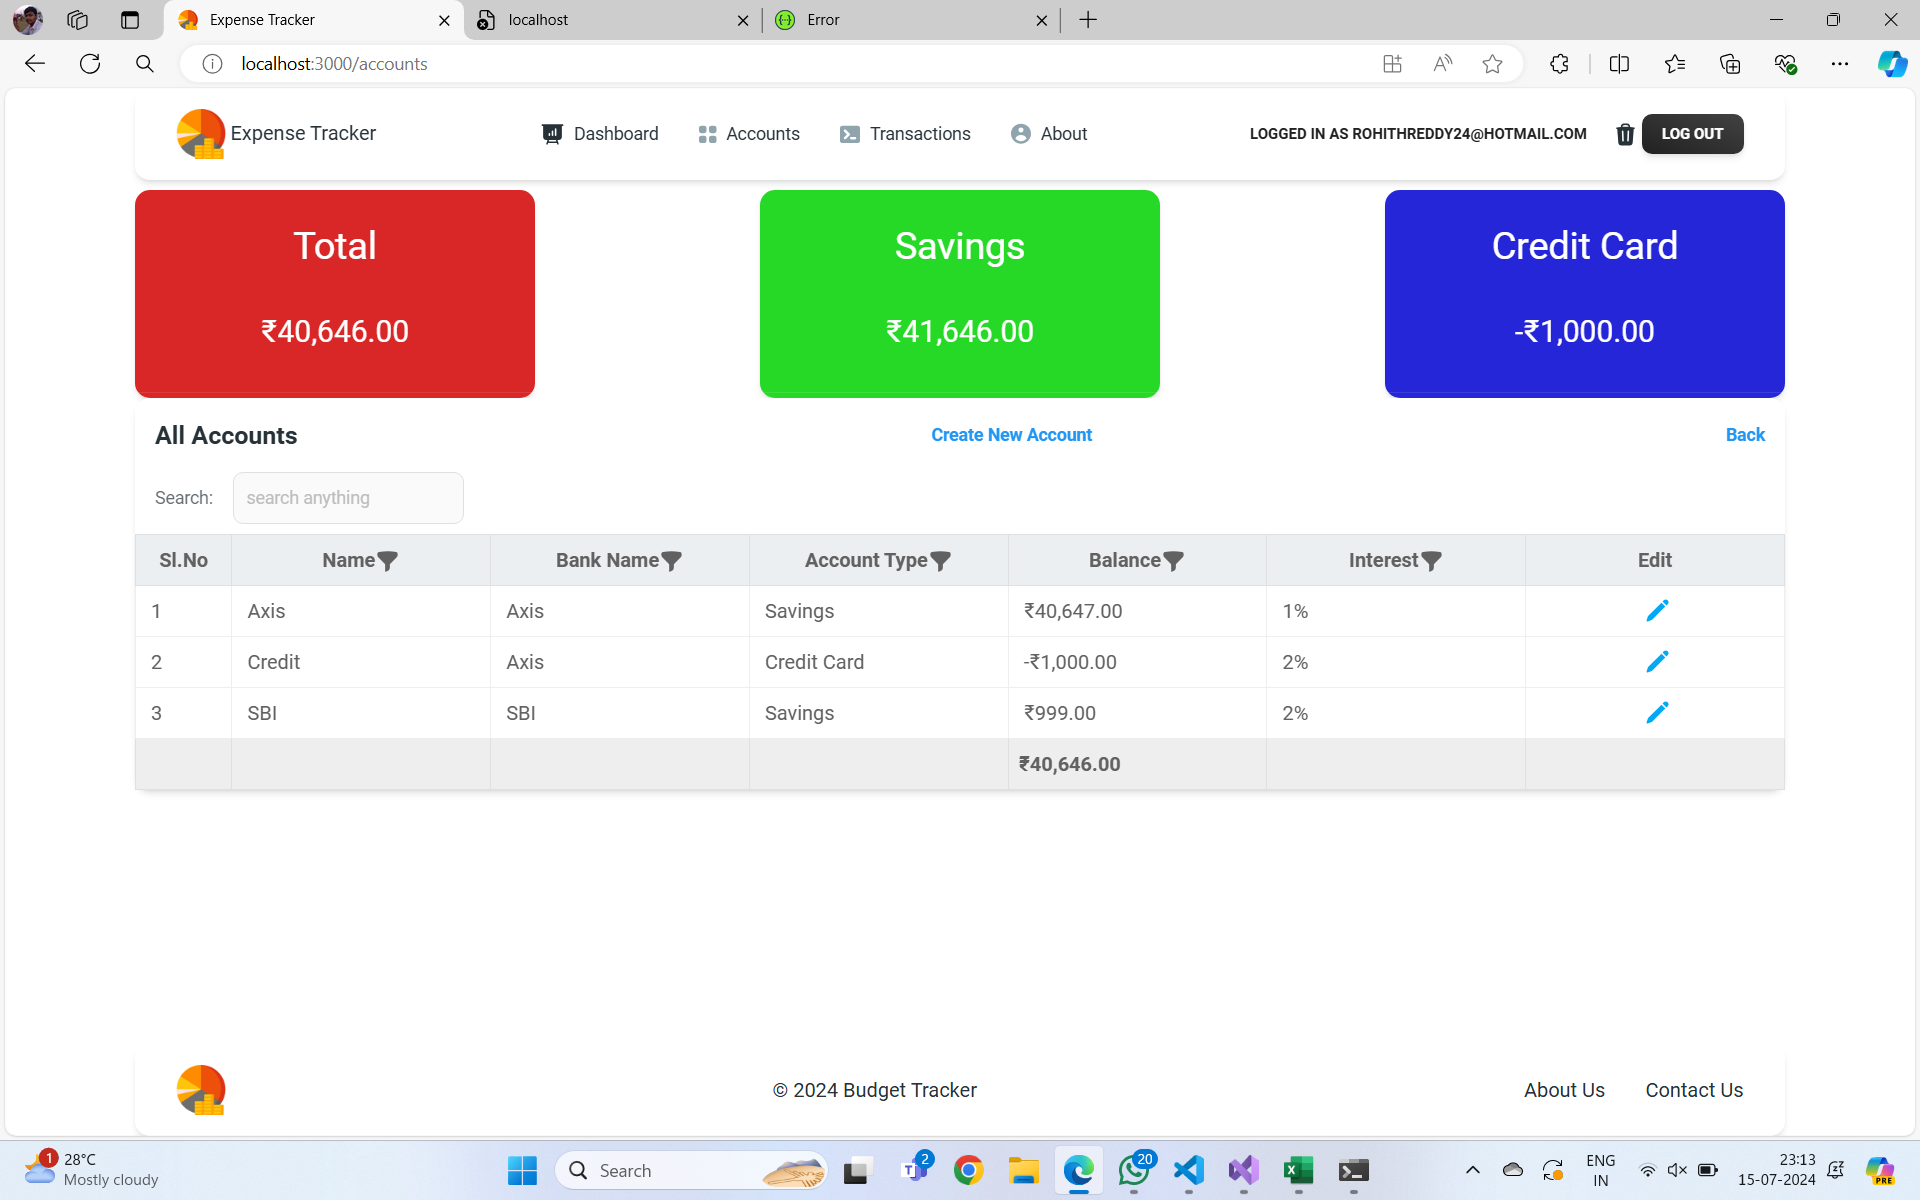 Expense Tracker
localhost
Error
localhost:3000/accounts
Expense Tracker
Dashboard
Accounts
Transactions
About
LOGGED IN AS ROHITHREDDY24@HOTMAIL.COM
LOG OUT
Total
₹40,646.00
Savings
₹41,646.00
Credit Card
-₹1,000.00
All Accounts
Create New Account
Back
Search:
search anything
Sl.No Name Bank Name Account Type Balance Interest Edit
1 Axis Axis Savings ₹40,647.00 1%
2 Credit Axis Credit Card -₹1,000.00 2%
3 SBI SBI Savings ₹999.00 2%
₹40,646.00
© 2024 Budget Tracker
About Us
Contact Us
1
28°C
Mostly cloudy
Search
2
20
ENG
IN
23:13
15-07-2024
PRE